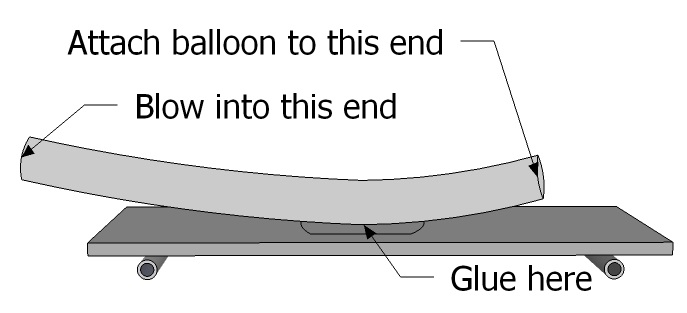 Attach balloon to this end
Blow into this end
Glue here